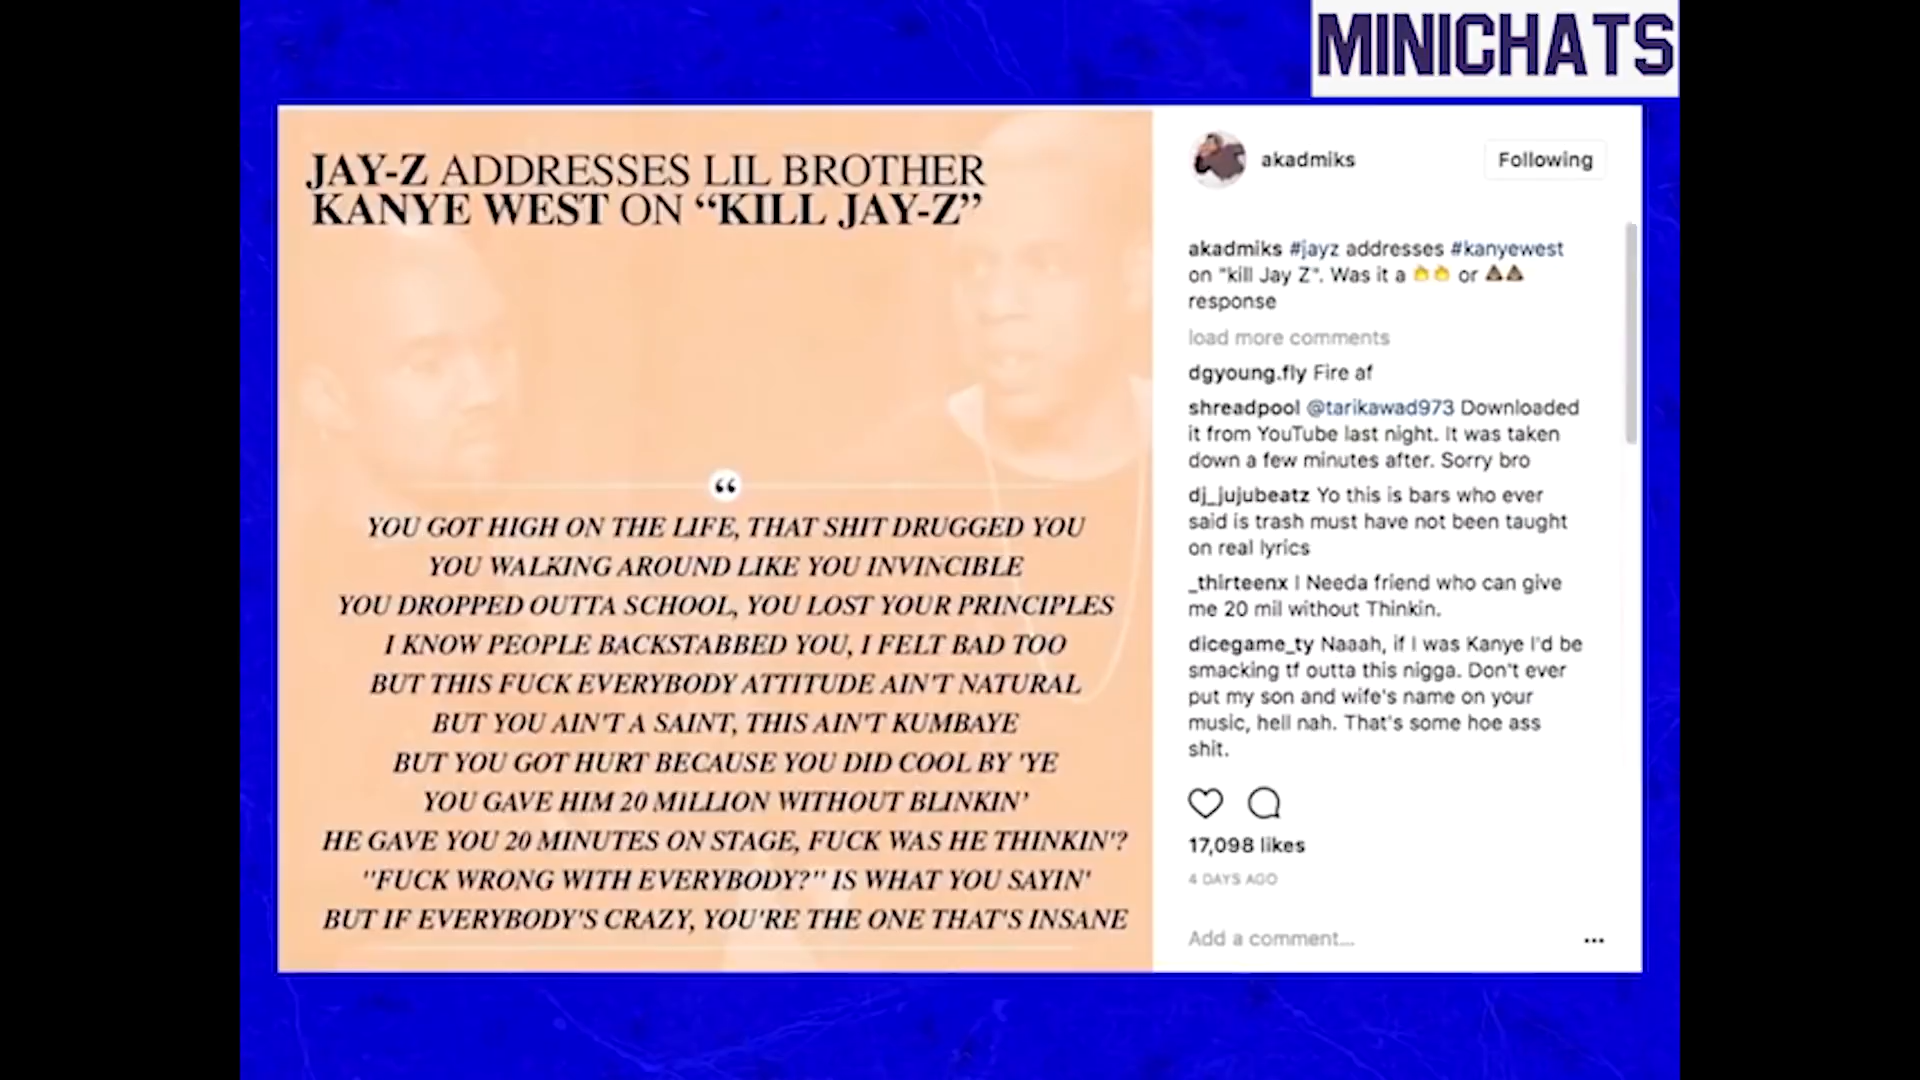 MINICHATS
JAY-Z ADDRESSES LIL BROTHER
KANYE WEST ON “KILL JAY-Z”
“
YOU GOT HIGH ON THE LIFE, THAT SHIT DRUGGED YOU
YOU WALKING AROUND LIKE YOU INVINCIBLE
YOU DROPPED OUTTA SCHOOL, YOU LOST YOUR PRINCIPLES
I KNOW PEOPLE BACKSTABBED YOU, I FELT BAD TOO
BUT THIS FUCK EVERYBODY ATTITUDE AIN'T NATURAL
BUT YOU AIN'T A SAINT, THIS AIN'T KUMBAYE
BUT YOU GOT HURT BECAUSE YOU DID COOL BY 'YE
YOU GAVE HIM 20 MILLION WITHOUT BLINKIN'
HE GAVE YOU 20 MINUTES ON STAGE, FUCK WAS HE THINKIN'?
"FUCK WRONG WITH EVERYBODY?" IS WHAT YOU SAYIN'
BUT IF EVERYBODY'S CRAZY, YOU'RE THE ONE THAT'S INSANE
akadmiks Following
akadmiks #jayz addresses #kanyewest
on "kill Jay Z". Was it a 👏👏 or 💩💩
response
load more comments
dgyoung.fly Fire af
shreadpool @tarikawad973 Downloaded
it from YouTube last night. It was taken
down a few minutes after. Sorry bro
dj_jujubeatz Yo this is bars who ever
said is trash must have not been taught
on real lyrics
_thirteenx I Needa friend who can give
me 20 mil without Thinkin.
dicegame_ty Naaah, if I was Kanye I'd be
smacking tf outta this nigga. Don't ever
put my son and wife's name on your
music, hell nah. That's some hoe ass
shit.
17,098 likes
4 DAYS AGO
Add a comment... ...